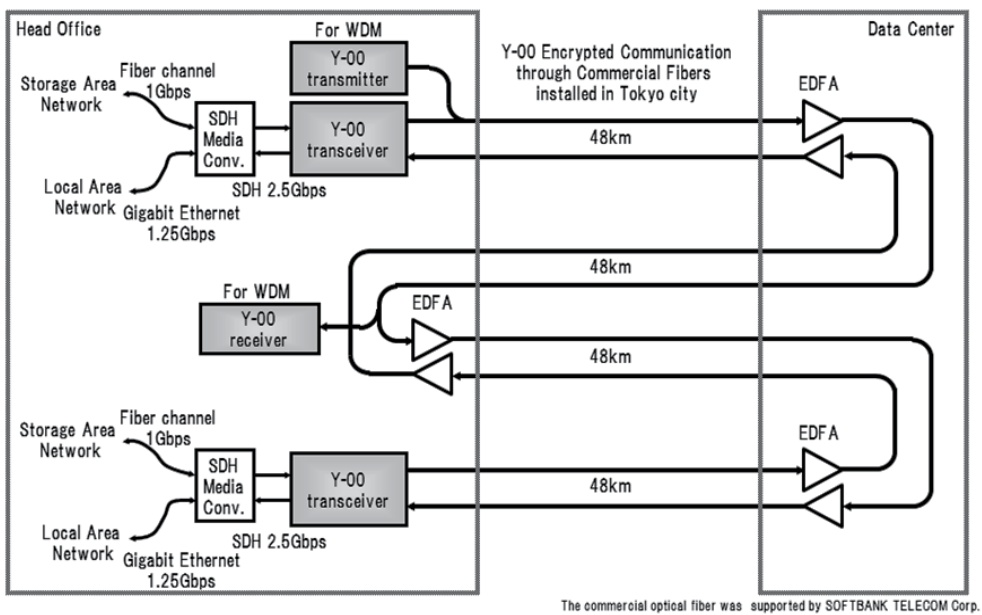 Head Office
For WDM
Y-00
transmitter
Y-00 Encrypted Communication
through Commercial Fibers
installed in Tokyo city
Data Center
EDFA
Fiber channel
1Gbps
Storage Area
Network
SDH
Media
Conv.
Y-00
transceiver
48km
Local Area
Network
SDH 2.5Gbps
Gigabit Ethernet
1.25Gbps
48km
For WDM
Y-00
receiver
EDFA
48km
Fiber channel
1Gbps
Storage Area
Network
SDH
Media
Conv.
Y-00
transceiver
EDFA
48km
Local Area
Network
SDH 2.5Gbps
Gigabit Ethernet
1.25Gbps
The commercial optical fiber was supported by SOFTBANK TELECOM Corp.